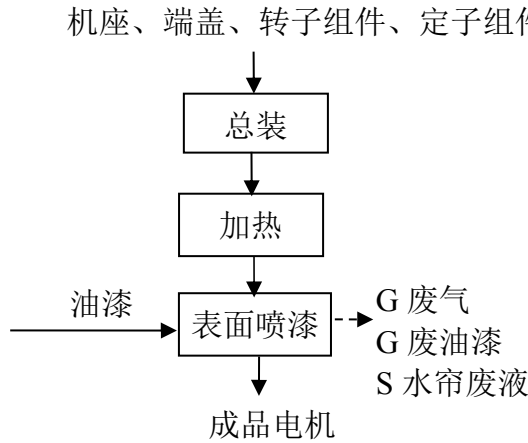 机座、端盖、转子组件、定子组件
总装
加热
油漆
表面喷漆
G 废气
G 废油漆
S 水帘废液
成品电机